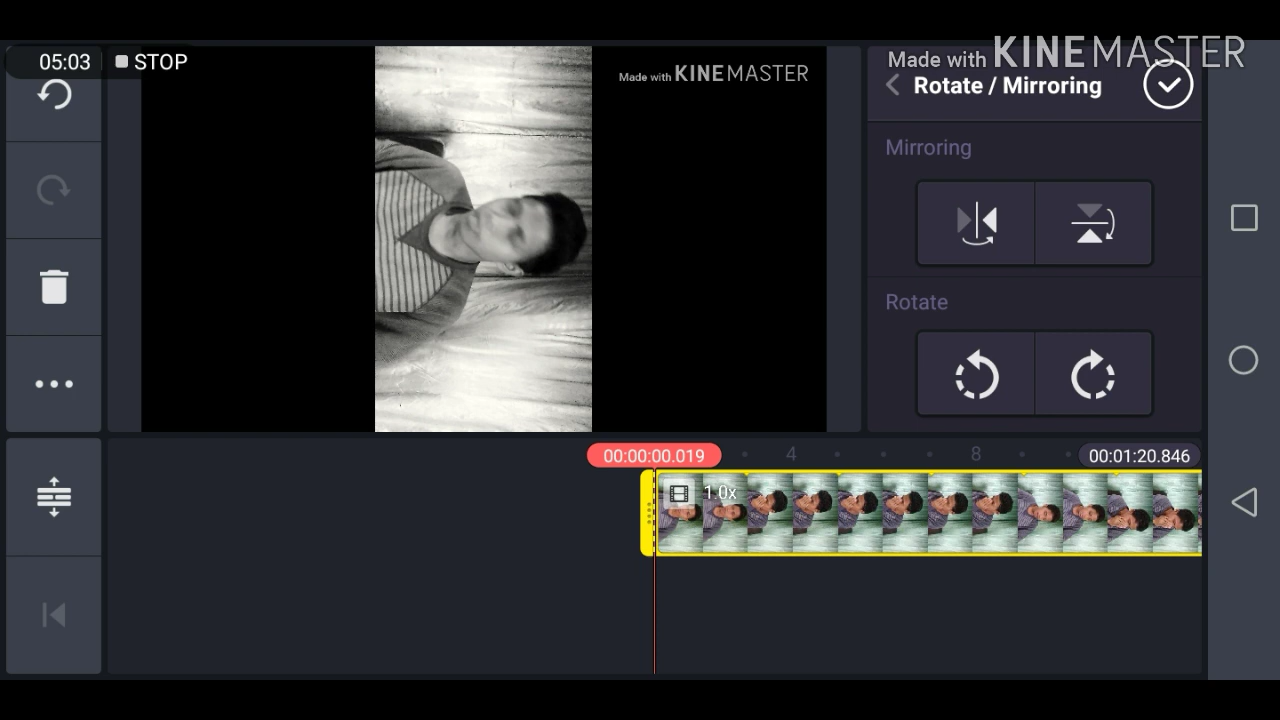 05:03 STOP
Made with KINEMASTER
Made with KINEMASTER
Rotate / Mirroring
Mirroring
Rotate
00:00:00.019
4
8
00:01:20.846
1.0x